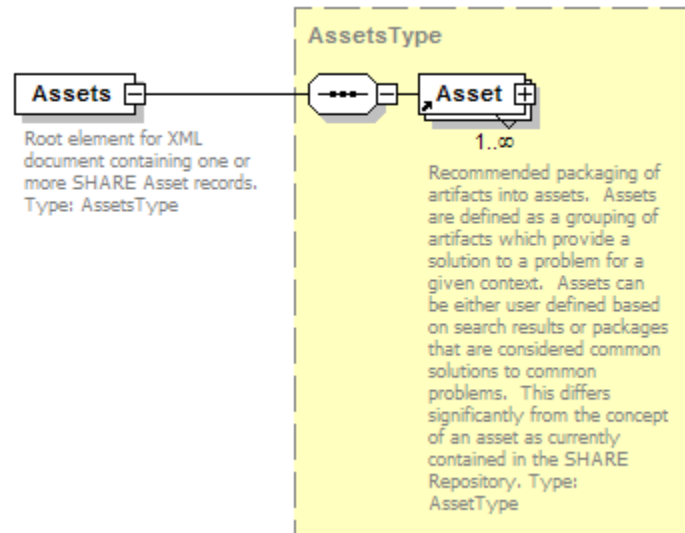 AssetsType
Assets
Asset
1..∞
Root element for XML
document containing one or
more SHARE Asset records.
Type: AssetsType
Recommended packaging of
artifacts into assets.  Assets
are defined as a grouping of
artifacts which provide a
solution to a problem for a
given context.  Assets can
be either user defined based
on search results or packages
that are considered common
solutions to common
problems.  This differs
significantly from the concept
of an asset as currently
contained in the SHARE
Repository. Type:
AssetType